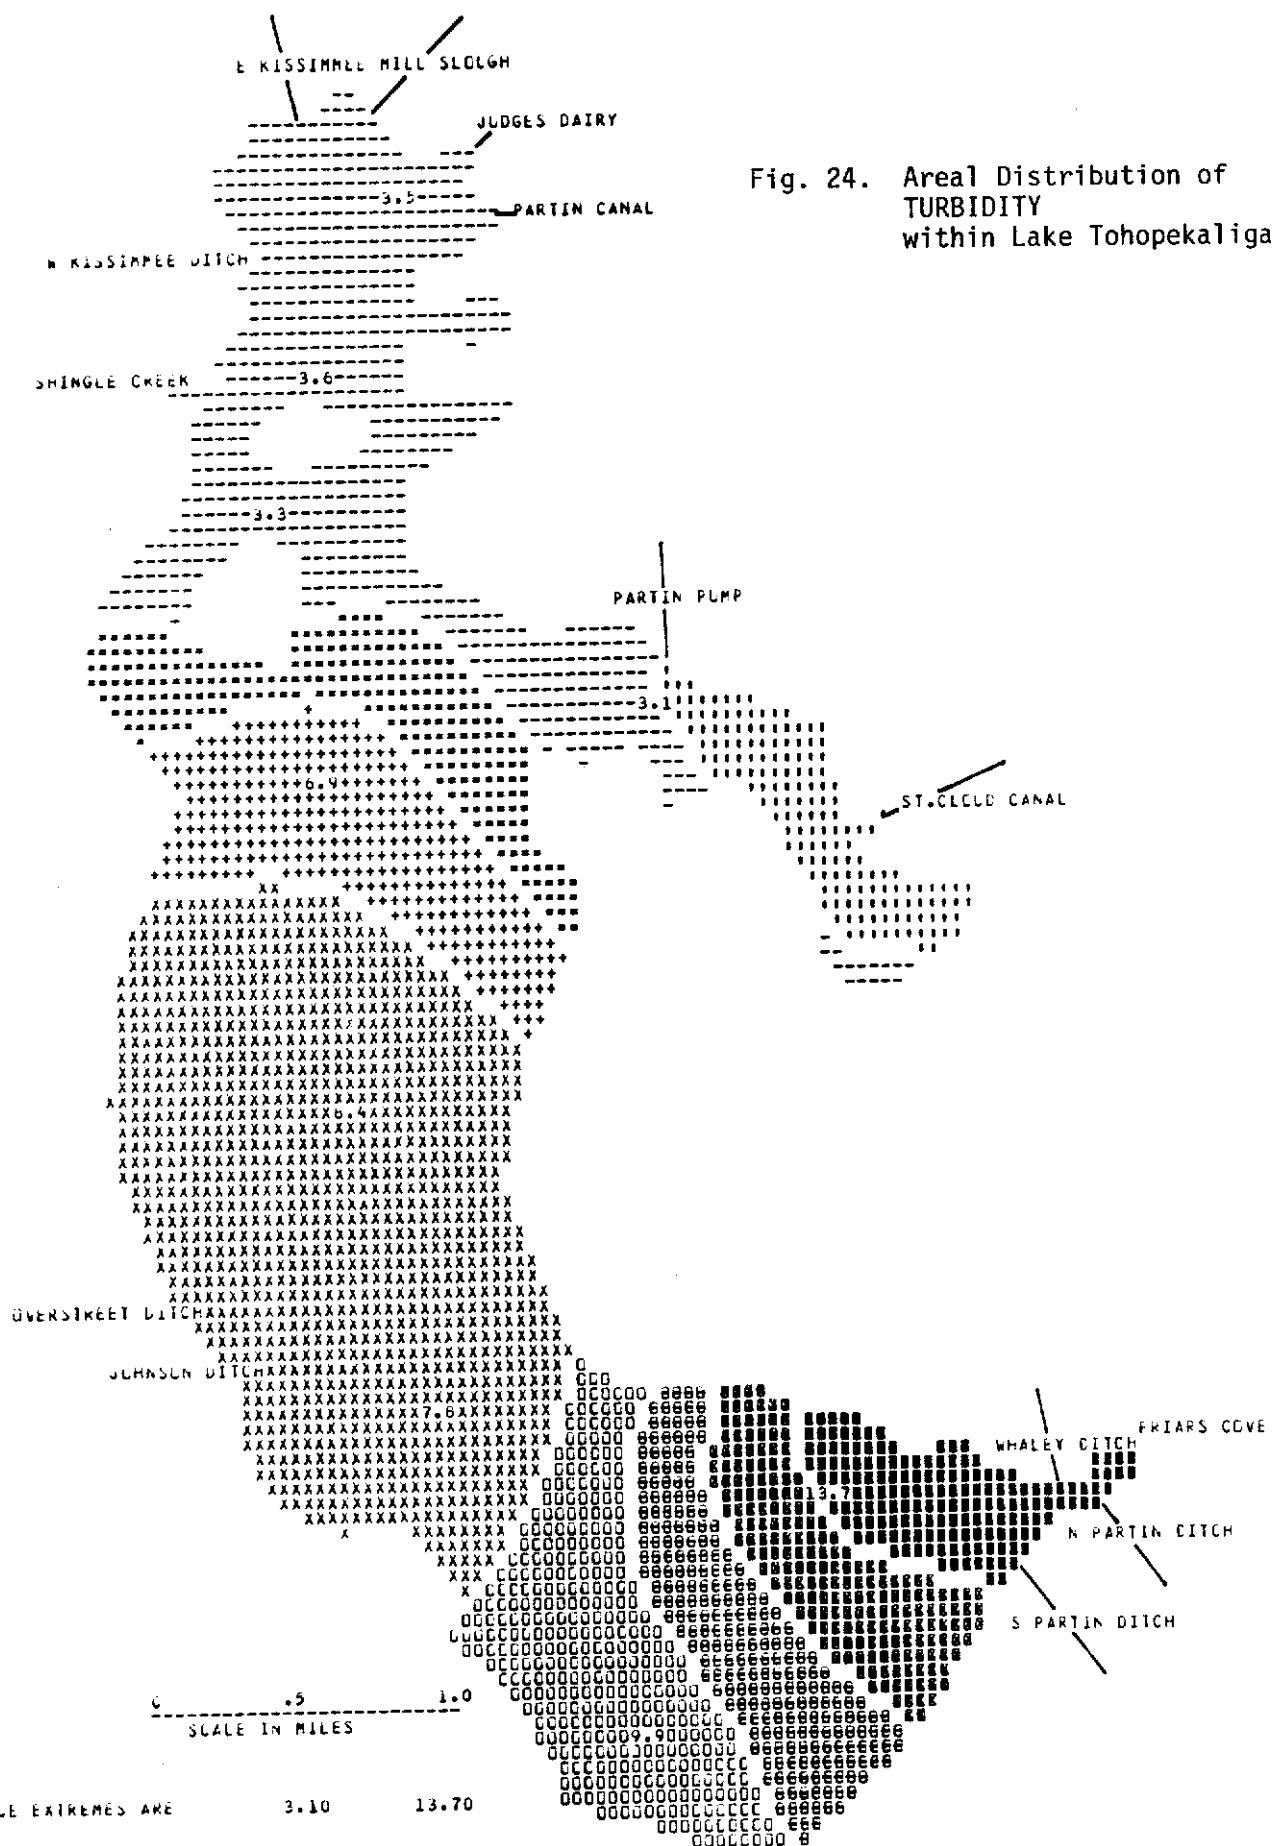 E KISSIMMEE MILL SLOUGH
JUDGES DAIRY
Fig. 24. Areal Distribution of
TURBIDITY
within Lake Tohopekaliga
3.5
PARTIN CANAL
W KISSIMMEE DITCH
SHINGLE CREEK
3.6
3.3
PARTIN PUMP
3.1
6.9
ST.CLOUD CANAL
OVERSTREET DITCH
JOHNSON DITCH
7.8
WHALEY DITCH
FRIARS COVE
13.7
N PARTIN DITCH
S PARTIN DITCH
0 .5 1.0
SCALE IN MILES
9.9
EXTREMES ARE 3.10 13.70